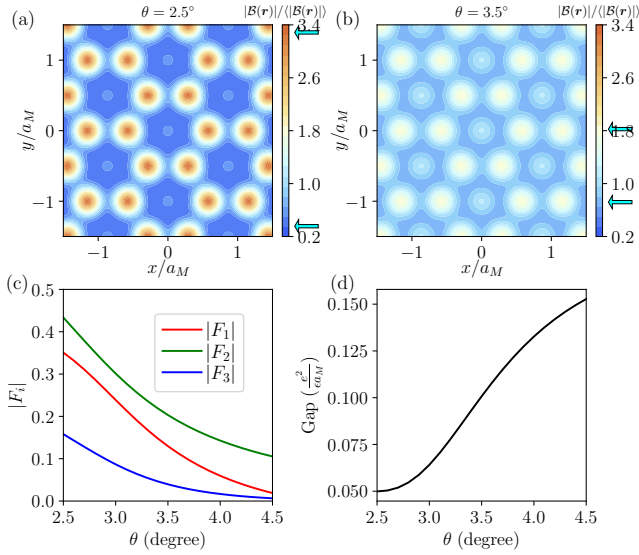 (a)
θ = 2.5°
|𝓑(𝒓)|/⟨|𝓑(𝒓)|⟩
y/a_M
1
0
−1
−1
0
1
x/a_M
3.4
2.6
1.8
1.0
0.2
(b)
θ = 3.5°
|𝓑(𝒓)|/⟨|𝓑(𝒓)|⟩
y/a_M
1
0
−1
−1
0
1
x/a_M
3.4
2.6
1.8
1.0
0.2
(c)
|F_i|
0.5
0.4
0.3
0.2
0.1
0.0
|F_1|
|F_2|
|F_3|
2.5 3.0 3.5 4.0 4.5
θ (degree)
(d)
Gap (e²/ϵa_M)
0.150
0.125
0.100
0.075
0.050
2.5 3.0 3.5 4.0 4.5
θ (degree)